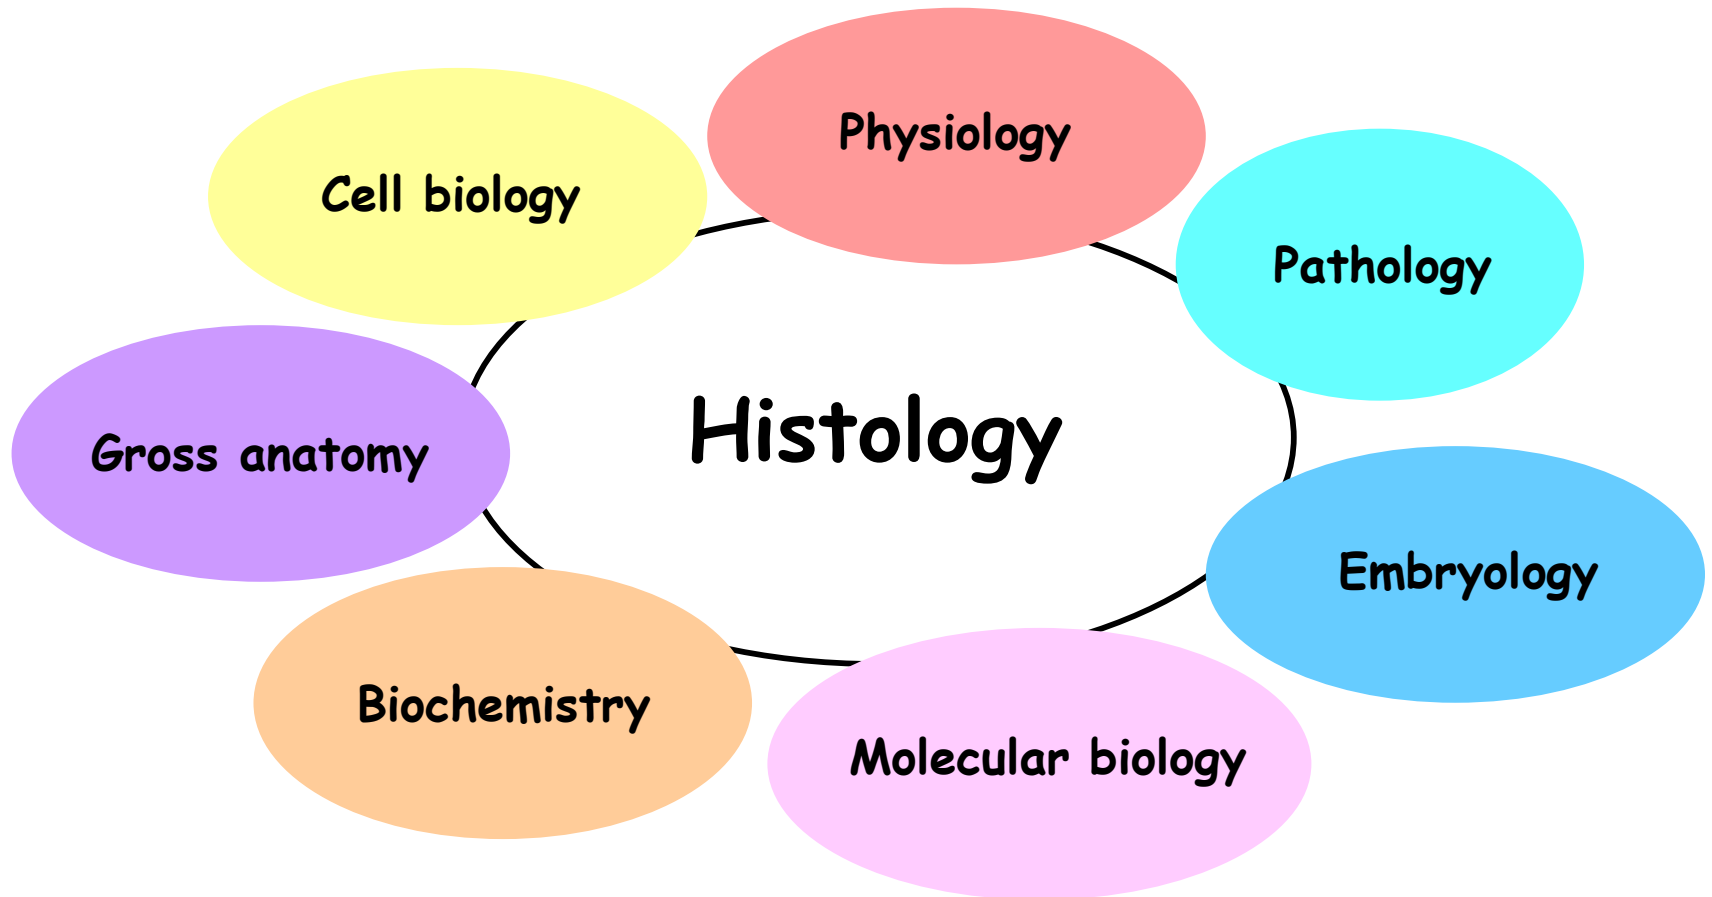 Physiology
Cell biology
Pathology
Histology
Gross anatomy
Embryology
Biochemistry
Molecular biology